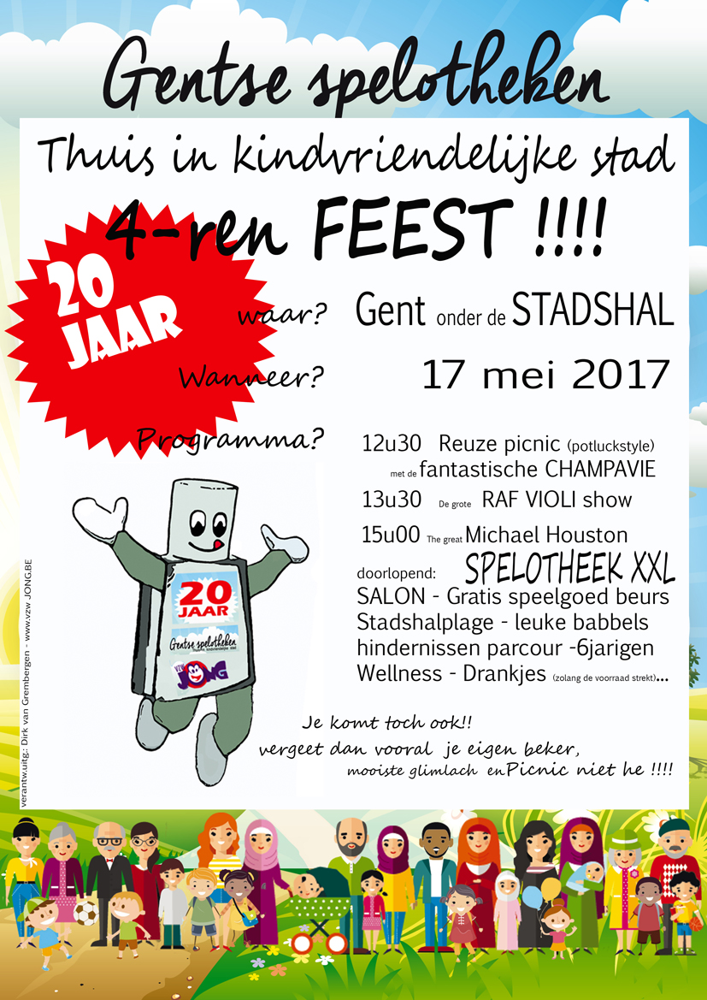 Gentse spelotheken
Thuis in kindvriendelijke stad
4-ren FEEST !!!!
20
JAAR
waar? Gent onder de STADSHAL
Wanneer? 17 mei 2017
Programma? 12u30 Reuze picnic (potluckstyle)
met de fantastische CHAMPAVIE
13u30 De grote RAF VIOLI show
15u00 The great Michael Houston
doorlopend: SPELOTHEEK XXL
SALON - Gratis speelgoed beurs
Stadshalplage - leuke babbels
hindernissen parcour -6jarigen
Wellness - Drankjes (zolang de voorraad strekt)...
20
JAAR
Gentse spelotheken
Thuis in kindvriendelijke stad
VZW
JONG
Je komt toch ook!!
vergeet dan vooral je eigen beker,
mooiste glimlach en Picnic niet he !!!!
verantw.uitg.: Dirk van Grembergen - www.vzw JONG.BE